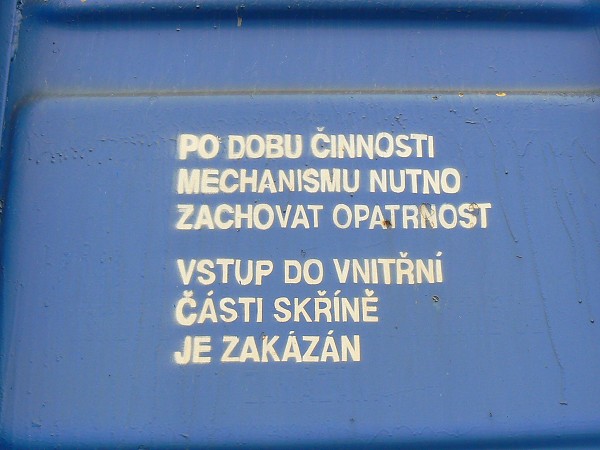 PO DOBU ČINNOSTI
MECHANISMU NUTNO
ZACHOVAT OPATRNOST
VSTUP DO VNITŘNÍ
ČÁSTI SKŘÍNĚ
JE ZAKÁZÁN